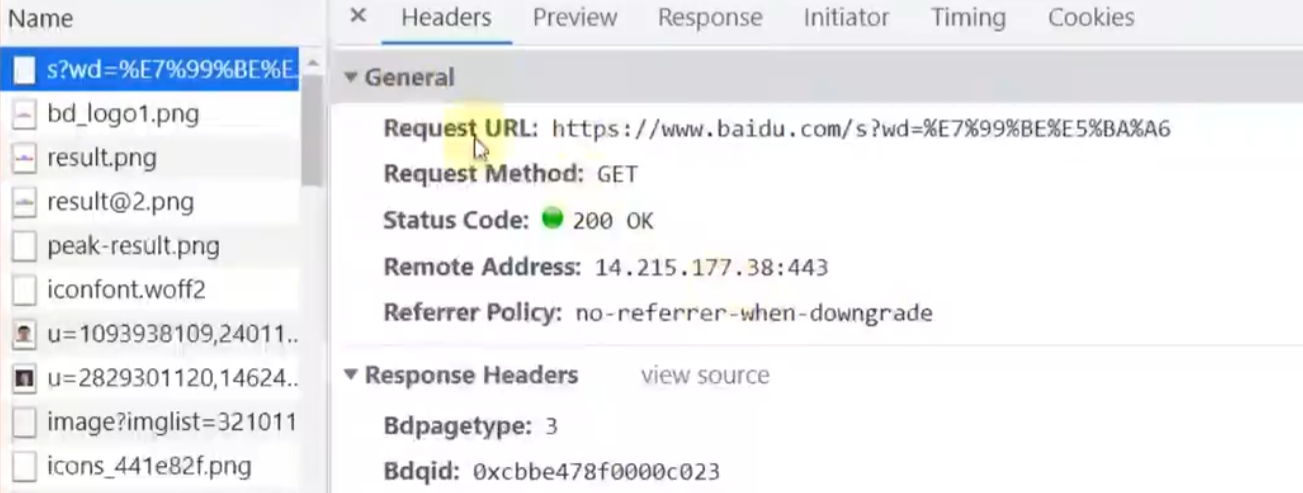 Name
s?wd=%E7%99%BE%E...
bd_logo1.png
result.png
result@2.png
peak-result.png
iconfont.woff2
u=1093938109,24011..
u=2829301120,14624..
image?imglist=321011
icons_441e82f.png
× Headers Preview Response Initiator Timing Cookies
▼ General
Request URL: https://www.baidu.com/s?wd=%E7%99%BE%E5%BA%A6
Request Method: GET
Status Code: 200 OK
Remote Address: 14.215.177.38:443
Referrer Policy: no-referrer-when-downgrade
▼ Response Headers view source
Bdpagetype: 3
Bdqid: 0xcbbe478f0000c023